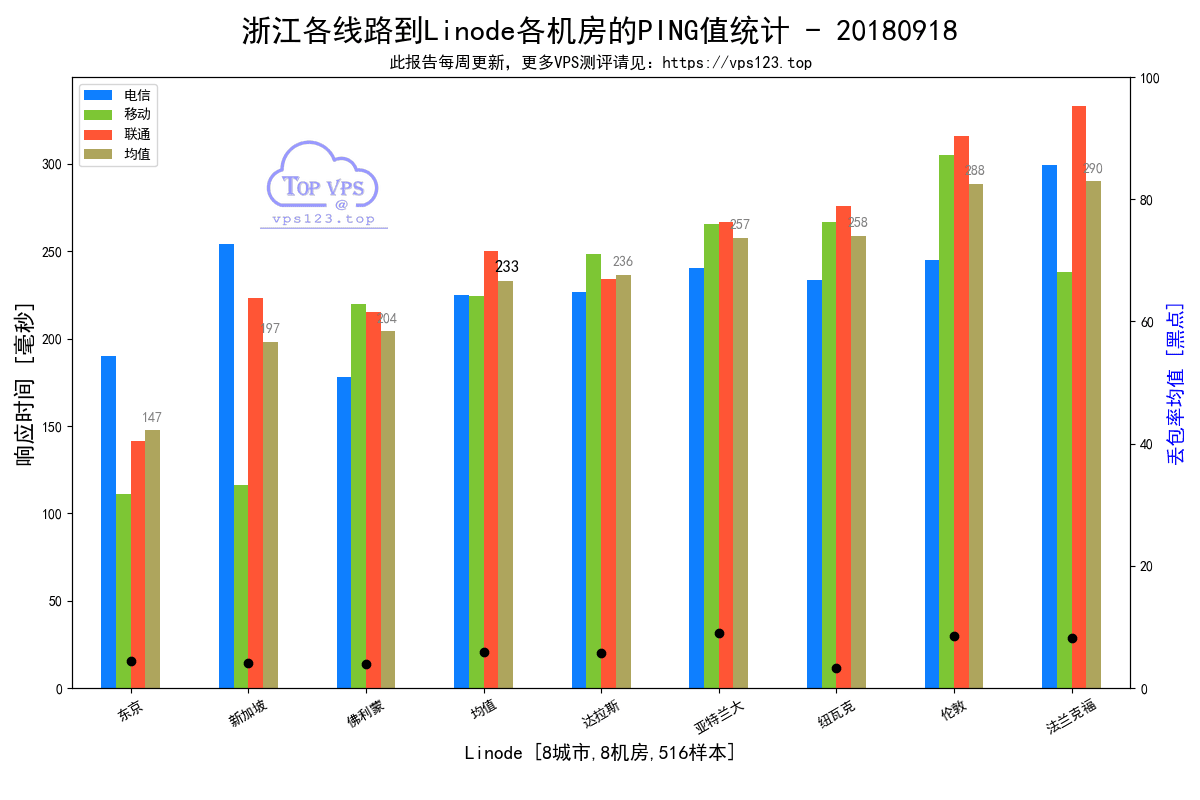 浙江各线路到Linode各机房的PING值统计 - 20180918
此报告每周更新，更多VPS测评请见：https://vps123.top
电信
移动
联通
均值
TOP VPS
@
vps123.top
响应时间 [毫秒]
300
250
200
150
100
50
0
147
197
204
233
236
257
258
288
290
100
80
60
40
20
0
丢包率均值 [黑点]
东京
新加坡
佛利蒙
均值
达拉斯
亚特兰大
纽瓦克
伦敦
法兰克福
Linode [8城市,8机房,516样本]